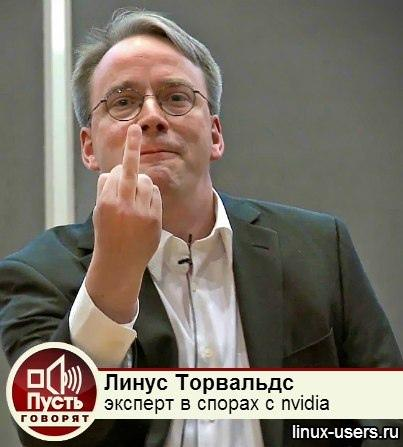 Пусть
ГОВОРЯТ
Линус Торвальдс
эксперт в спорах с nvidia
linux-users.ru